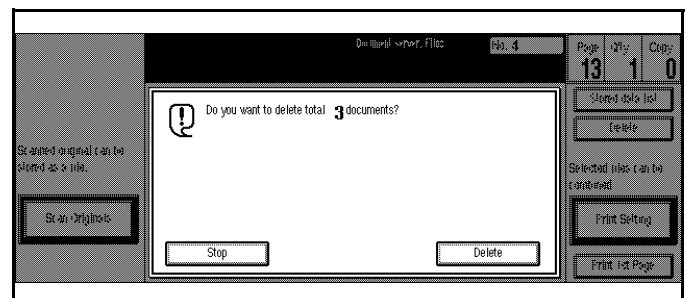 Document Server, Files No. 4
Page Qty Copy
13 1 0
Stored data list
Delete
Do you want to delete total 3 documents?
Scanned original can be
stored as a file.
Selected files can be
combined
Scan Originals
Print Setting
Stop Delete
Print 1st Page